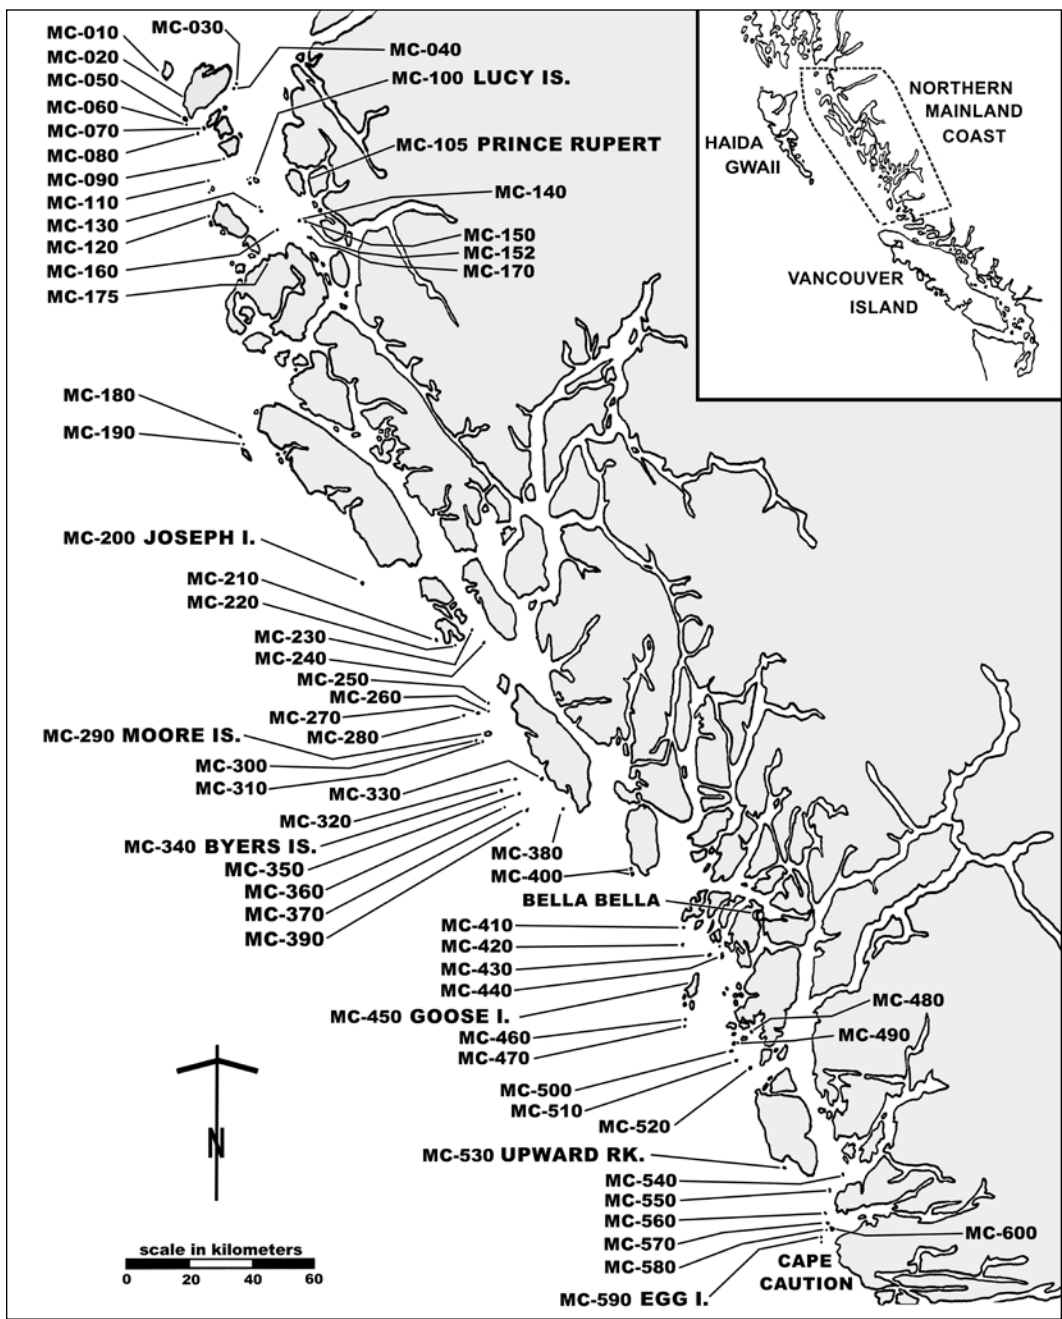 MC-010
MC-030
MC-020
MC-040
MC-050
MC-100 LUCY IS.
MC-060
MC-070
MC-105 PRINCE RUPERT
MC-080
MC-090
MC-140
MC-110
MC-130
MC-150
MC-120
MC-152
MC-160
MC-170
MC-175
NORTHERN
MAINLAND
COAST
HAIDA
GWAII
VANCOUVER
ISLAND
MC-180
MC-190
MC-200 JOSEPH I.
MC-210
MC-220
MC-230
MC-240
MC-250
MC-260
MC-270
MC-280
MC-290 MOORE IS.
MC-300
MC-310
MC-330
MC-320
MC-340 BYERS IS.
MC-350
MC-360
MC-370
MC-390
MC-380
MC-400
BELLA BELLA
MC-410
MC-420
MC-430
MC-440
MC-450 GOOSE I.
MC-460
MC-470
MC-480
MC-490
MC-500
MC-510
MC-520
MC-530 UPWARD RK.
MC-540
MC-550
MC-560
MC-570
MC-580
MC-600
MC-590 EGG I.
CAPE
CAUTION
N
scale in kilometers
0 20 40 60